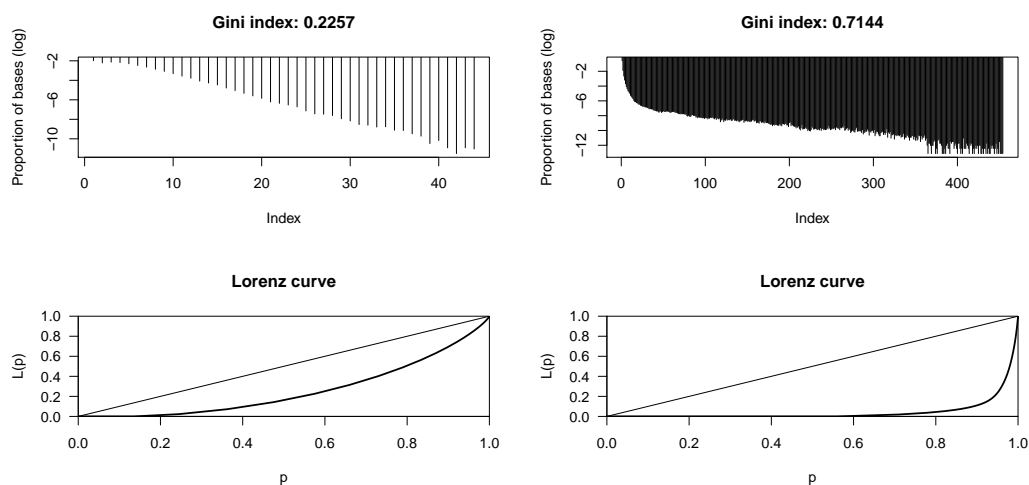 Gini index: 0.2257
Proportion of bases (log)
−2
−6
−10
0 10 20 30 40
Index
Gini index: 0.7144
Proportion of bases (log)
−2
−6
−12
0 100 200 300 400
Index
Lorenz curve
L(p)
1.0
0.8
0.6
0.4
0.2
0.0
0.0 0.2 0.4 0.6 0.8 1.0
p
Lorenz curve
L(p)
1.0
0.8
0.6
0.4
0.2
0.0
0.0 0.2 0.4 0.6 0.8 1.0
p